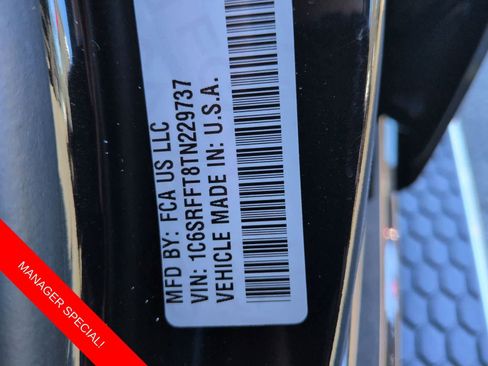 MFD BY: FCA US LLC
VIN: 1C6SRFFT8TN229737
VEHICLE MADE IN: U.S.A.
MANAGER SPECIAL!